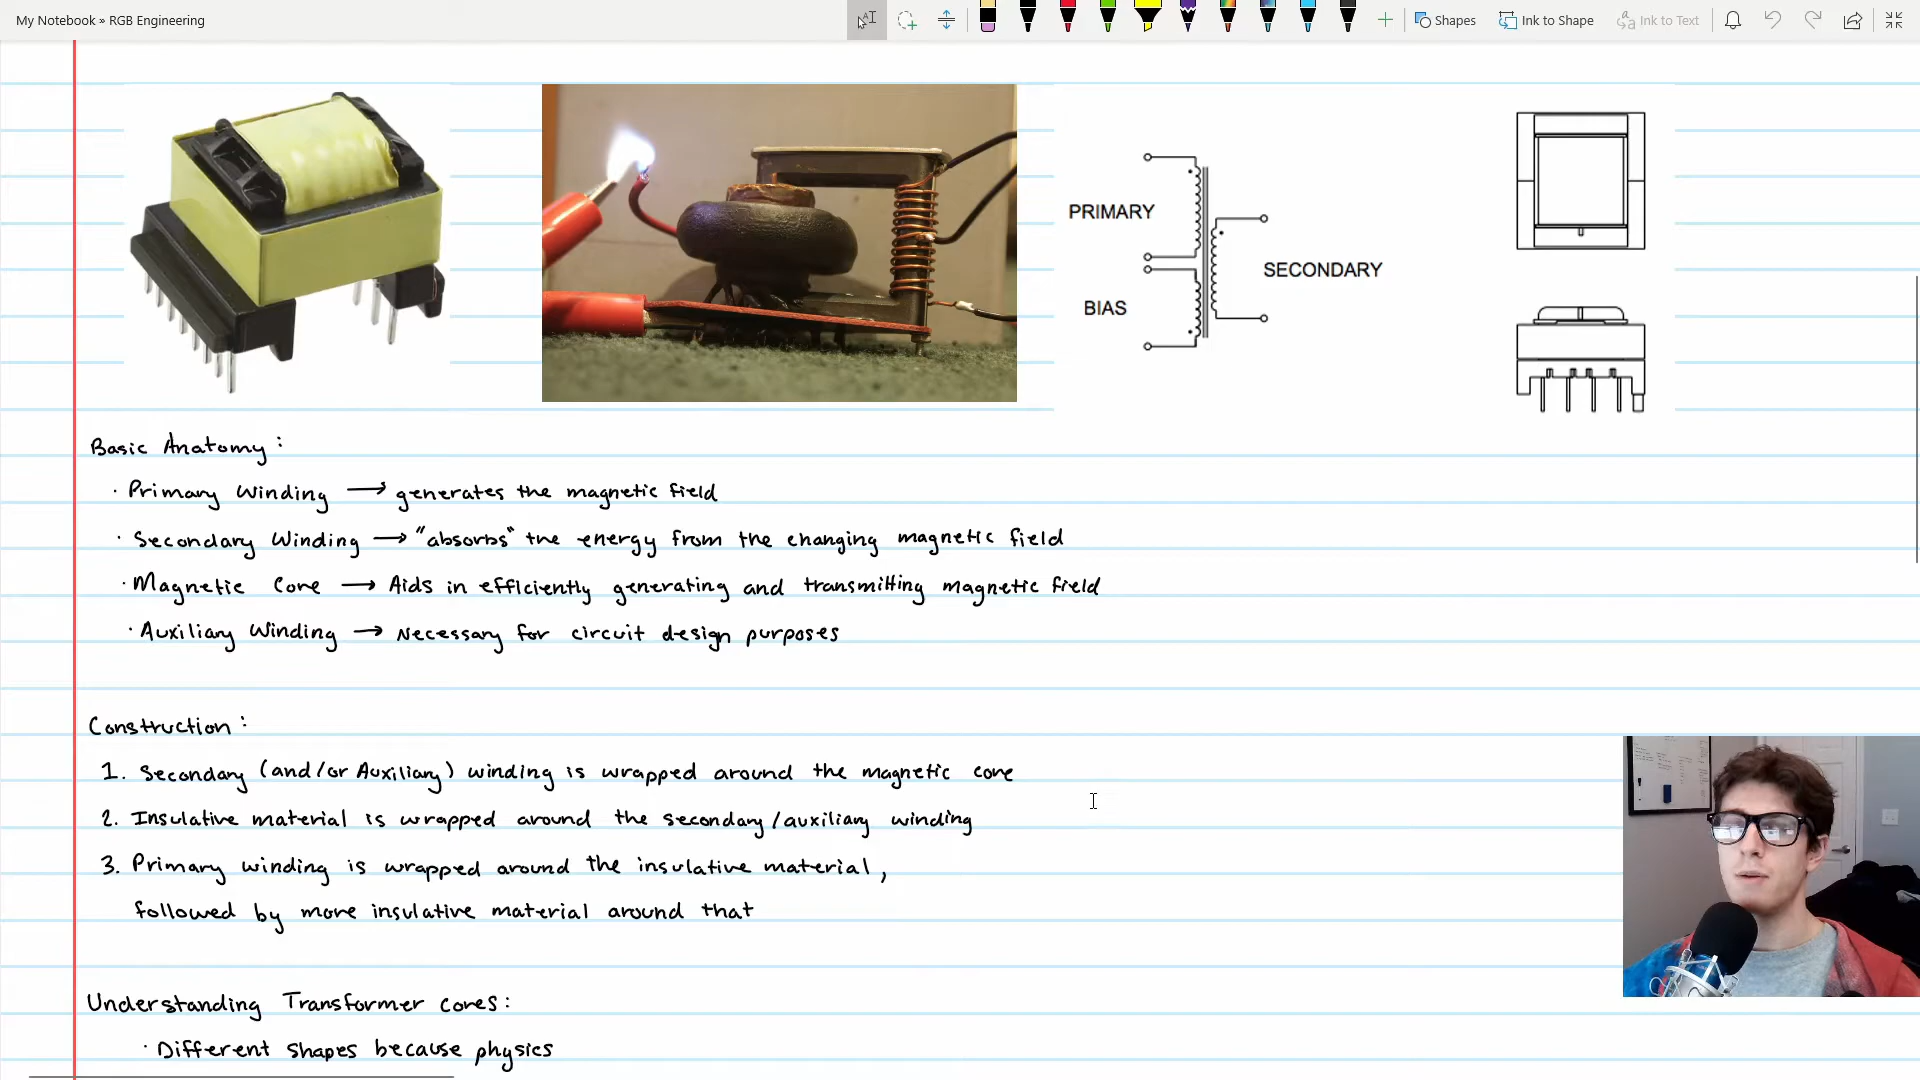 My Notebook » RGB Engineering
Shapes
Ink to Shape
Ink to Text
PRIMARY
SECONDARY
BIAS
Basic Anatomy:
· Primary Winding → generates the magnetic field
· Secondary Winding → "absorbs" the energy from the changing magnetic field
· Magnetic Core → Aids in efficiently generating and transmitting magnetic field
· Auxiliary Winding → Necessary for circuit design purposes
Construction:
1. Secondary (and/or Auxiliary) winding is wrapped around the magnetic core
2. Insulative material is wrapped around the secondary/auxiliary winding
3. Primary winding is wrapped around the insulative material,
followed by more insulative material around that
Understanding Transformer cores:
· Different shapes because physics